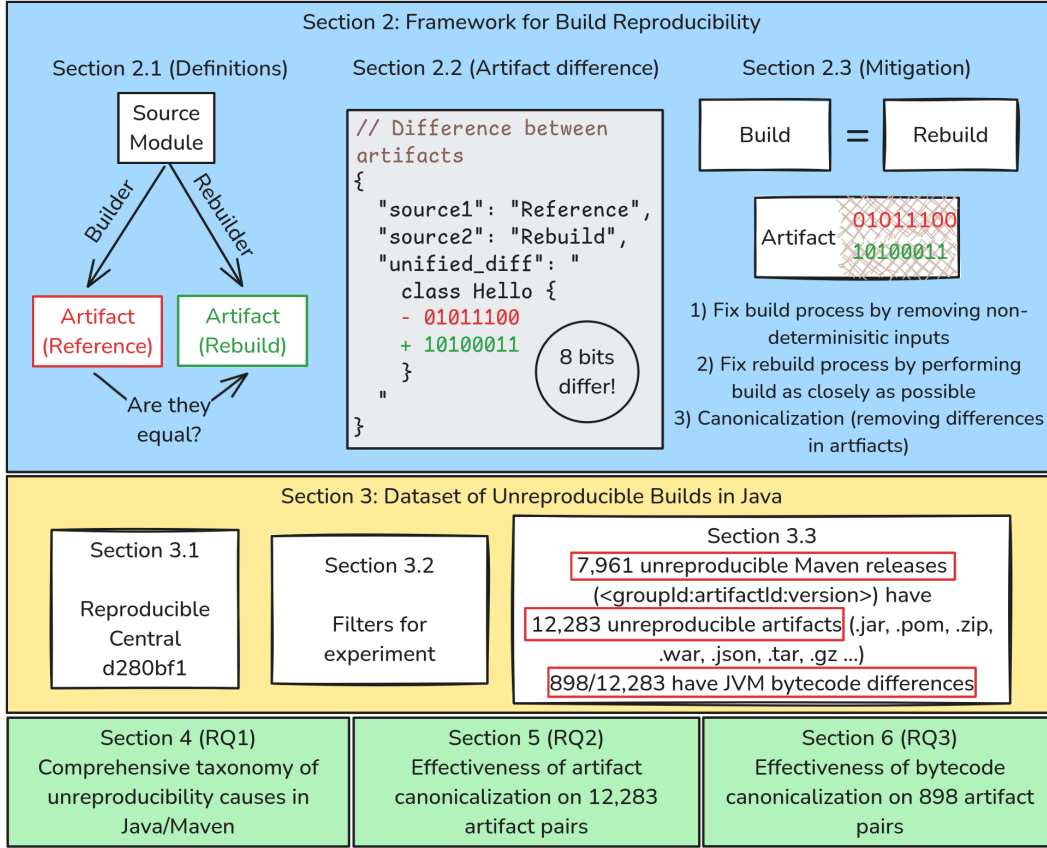 Section 2: Framework for Build Reproducibility
Section 2.1 (Definitions)
Source
Module
Builder
Rebuilder
Artifact
(Reference)
Artifact
(Rebuild)
Are they
equal?
Section 2.2 (Artifact difference)
// Difference between
artifacts
{
"source1": "Reference",
"source2": "Rebuild",
"unified_diff": "
class Hello {
- 01011100
+ 10100011
}
"
}
8 bits
differ!
Section 2.3 (Mitigation)
Build
=
Rebuild
Artifact
01011100
10100011
1) Fix build process by removing non-
determinisitic inputs
2) Fix rebuild process by performing
build as closely as possible
3) Canonicalization (removing differences
in artfiacts)
Section 3: Dataset of Unreproducible Builds in Java
Section 3.1
Reproducible
Central
d280bf1
Section 3.2
Filters for
experiment
Section 3.3
7,961 unreproducible Maven releases
(<groupId:artifactId:version>) have
12,283 unreproducible artifacts (.jar, .pom, .zip,
.war, .json, .tar, .gz ...)
898/12,283 have JVM bytecode differences
Section 4 (RQ1)
Comprehensive taxonomy of
unreproducibility causes in
Java/Maven
Section 5 (RQ2)
Effectiveness of artifact
canonicalization on 12,283
artifact pairs
Section 6 (RQ3)
Effectiveness of bytecode
canonicalization on 898 artifact
pairs